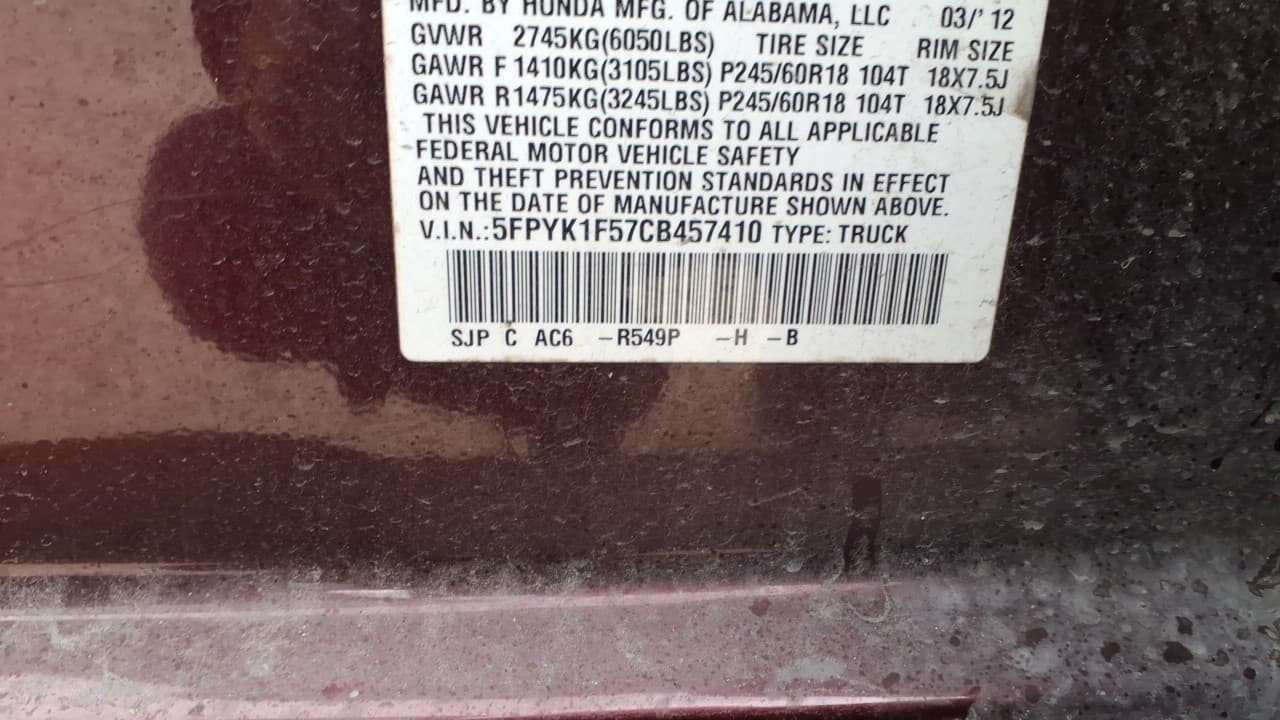 MFD. BY HONDA MFG. OF ALABAMA, LLC 03/' 12
GVWR 2745KG(6050LBS) TIRE SIZE RIM SIZE
GAWR F 1410KG(3105LBS) P245/60R18 104T 18X7.5J
GAWR R1475KG(3245LBS) P245/60R18 104T 18X7.5J
THIS VEHICLE CONFORMS TO ALL APPLICABLE
FEDERAL MOTOR VEHICLE SAFETY
AND THEFT PREVENTION STANDARDS IN EFFECT
ON THE DATE OF MANUFACTURE SHOWN ABOVE.
V.I.N.: 5FPYK1F57CB457410 TYPE: TRUCK
SJP C AC6 -R549P -H -B